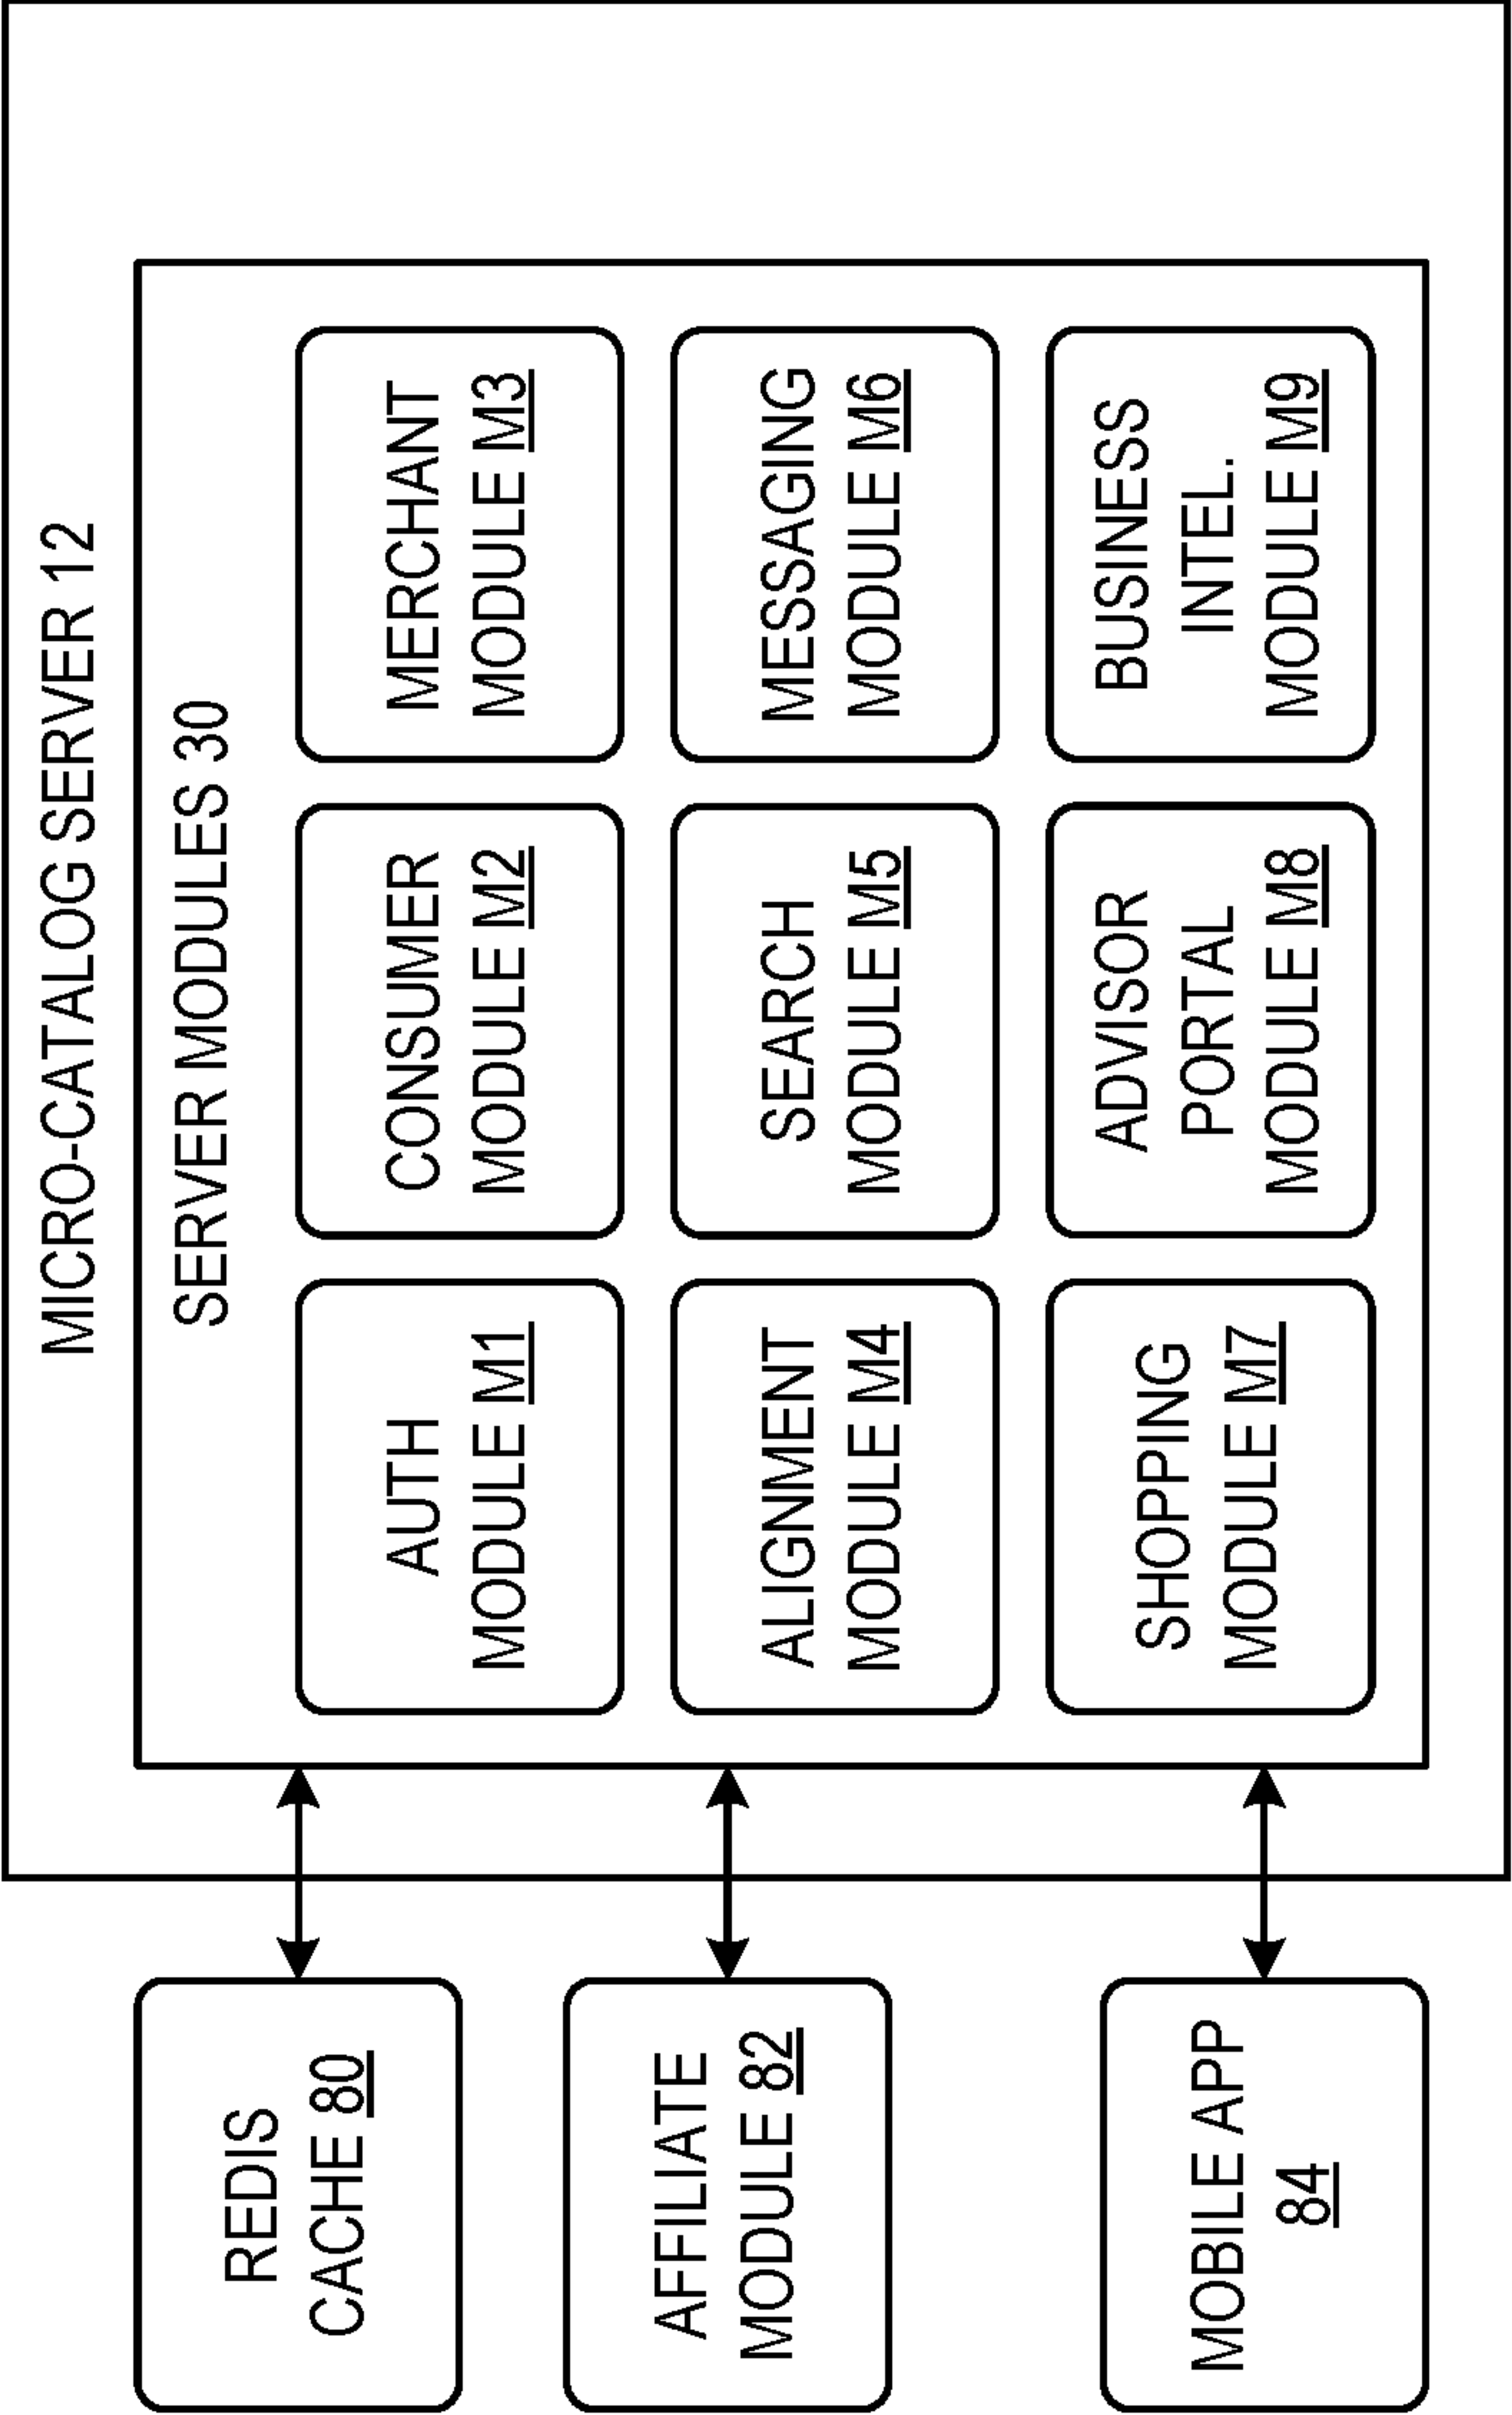 MICRO-CATALOG SERVER 12
SERVER MODULES 30
REDIS
CACHE 80
AUTH
MODULE M1
CONSUMER
MODULE M2
MERCHANT
MODULE M3
AFFILIATE
MODULE 82
ALIGNMENT
MODULE M4
SEARCH
MODULE M5
MESSAGING
MODULE M6
MOBILE APP
84
SHOPPING
MODULE M7
ADVISOR
PORTAL
MODULE M8
BUSINESS
INTEL.
MODULE M9